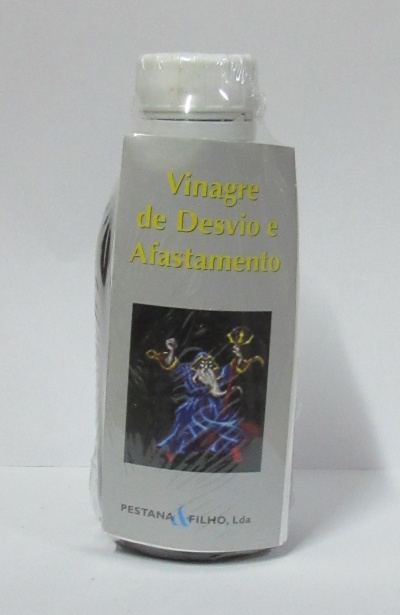 Vinagre
de Desvio e
Afastamento
PESTANA & FILHO, Lda.